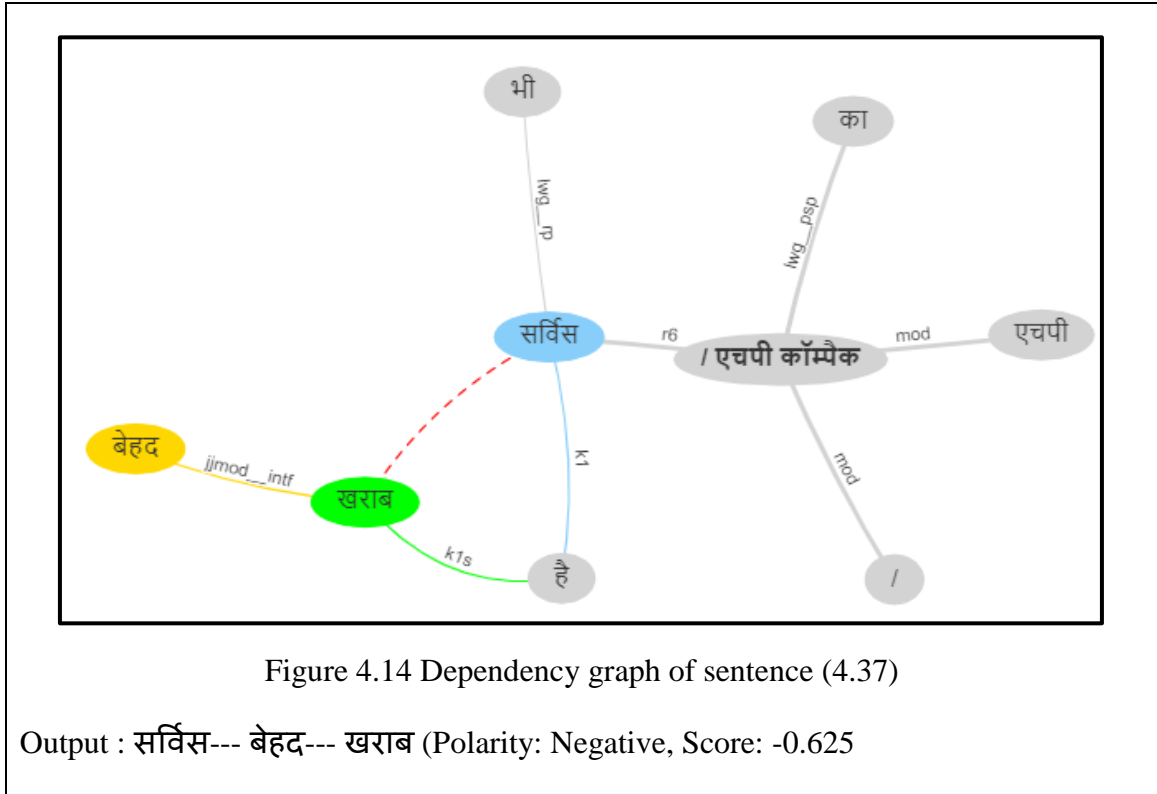 भी
का
lwg__rp
lwg__psp
सर्विस
r6
/ एचपी कॉम्पैक
mod
एचपी
बेहद
jjmod__intf
खराब
k1
mod
k1s
है
/
Figure 4.14 Dependency graph of sentence (4.37)
Output : सर्विस--- बेहद--- खराब (Polarity: Negative, Score: -0.625